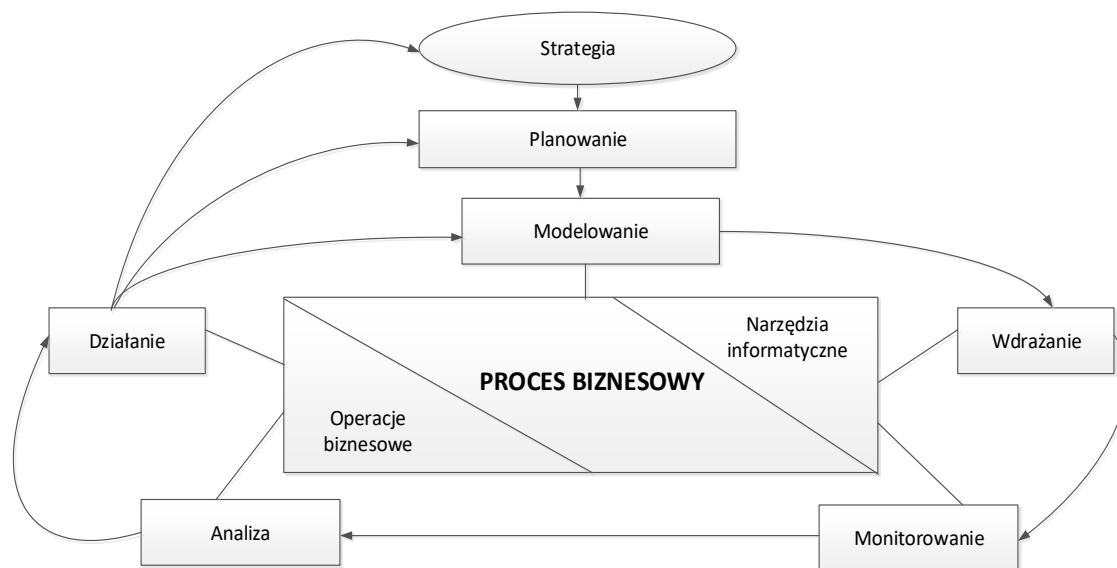 Strategia
Planowanie
Modelowanie
Działanie
Narzędzia
informatyczne
Wdrażanie
PROCES BIZNESOWY
Operacje
biznesowe
Analiza
Monitorowanie